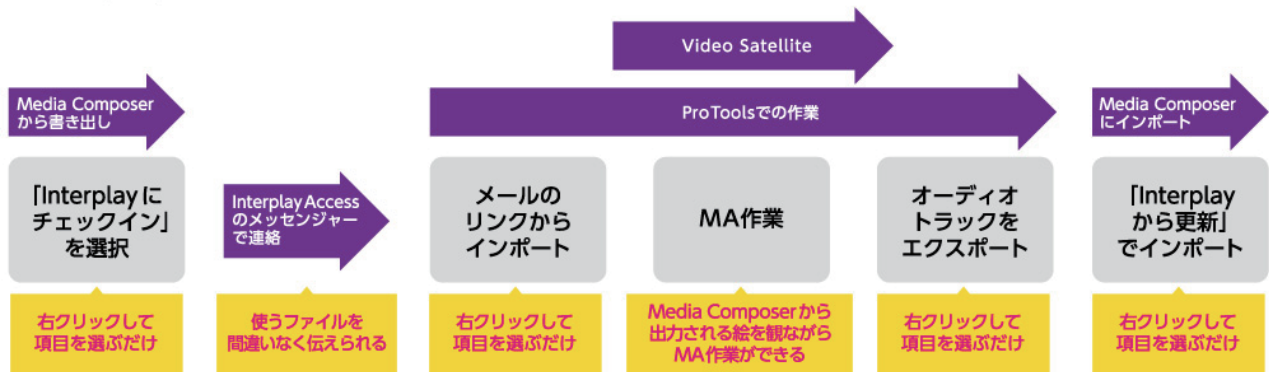 Video Satellite
Media Composer
から書き出し
ProToolsでの作業
Media Composer
にインポート
「Interplayに
チェックイン」
を選択
InterplayAccess
のメッセンジャー
で連絡
メールの
リンクから
インポート
MA作業
オーディオ
トラックを
エクスポート
「Interplay
から更新」
でインポート
右クリックして
項目を選ぶだけ
使うファイルを
間違いなく伝えられる
右クリックして
項目を選ぶだけ
Media Composerから
出力される絵を観ながら
MA作業ができる
右クリックして
項目を選ぶだけ
右クリックして
項目を選ぶだけ